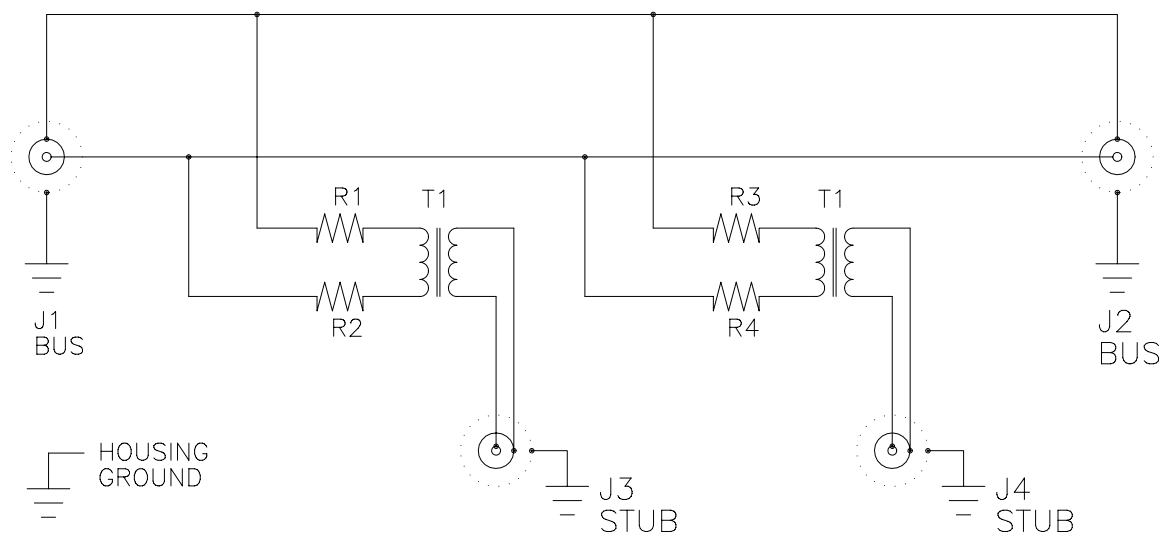 R1
T1
R3
T1
R2
R4
J1
BUS
J2
BUS
HOUSING
GROUND
J3
STUB
J4
STUB